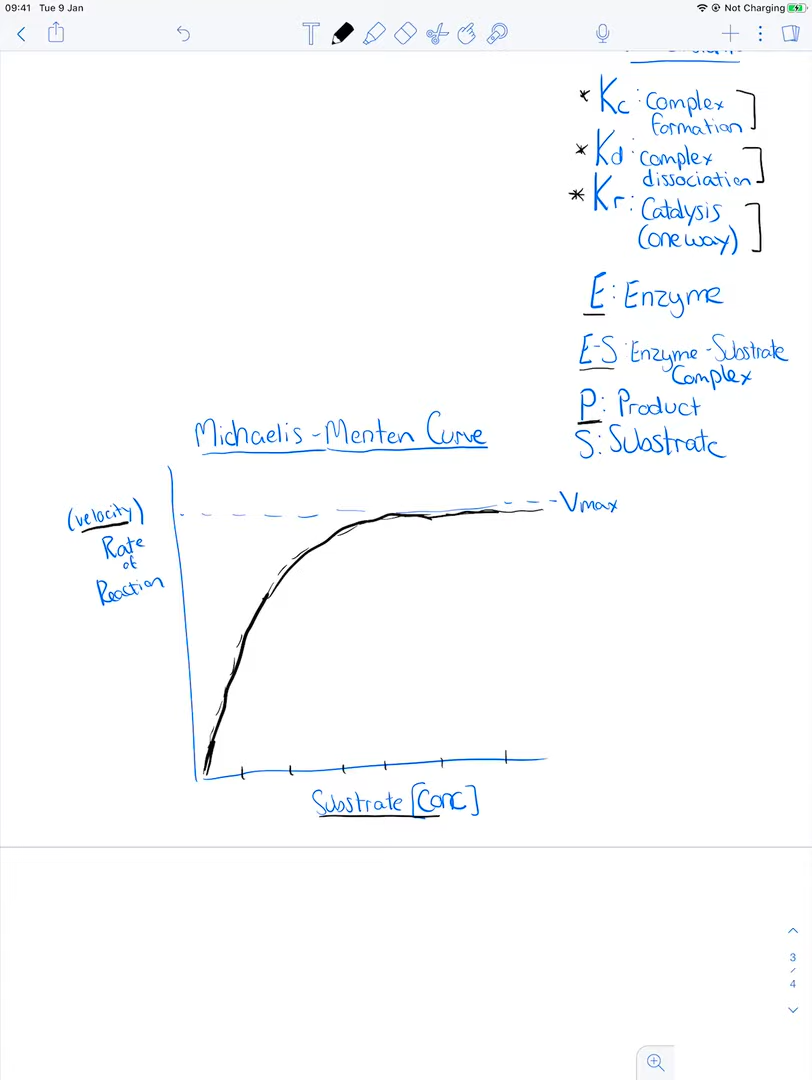 09:41 Tue 9 Jan
Not Charging
T
* Kc : Complex
formation
* Kd : complex
dissociation
* Kr : Catalysis
(one way)
E : Enzyme
E-S : Enzyme-Substrate
Complex
P : Product
S : Substrate
Michaelis-Menten Curve
(velocity)
Rate
of
Reaction
Vmax
Substrate [Conc]
3
/
4